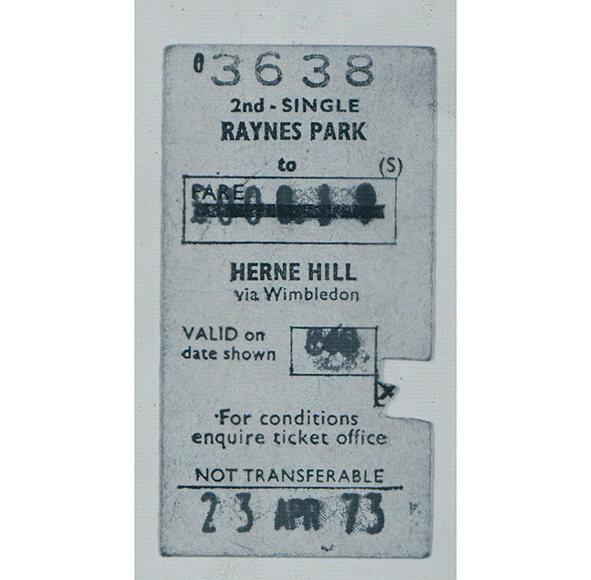 03638
2nd - SINGLE
RAYNES PARK
to (S)
FARE
HERNE HILL
via Wimbledon
VALID on
date shown
For conditions
enquire ticket office
NOT TRANSFERABLE
23 APR 73